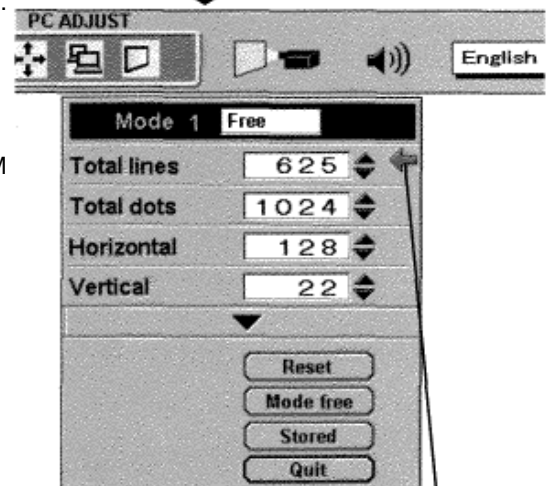 .
PC ADJUST
English
Mode 1 Free
M
Total lines 625
Total dots 1024
Horizontal 128
Vertical 22
Reset
Mode free
Stored
Quit